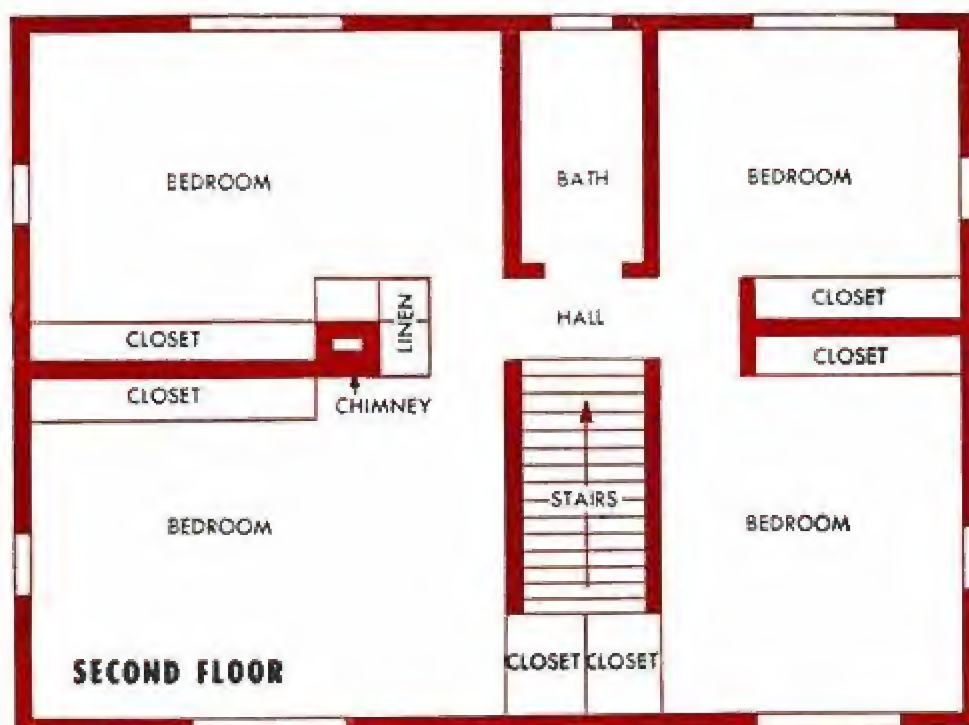 BEDROOM
BATH
BEDROOM
CLOSET
LINEN
HALL
CLOSET
CLOSET
CLOSET
CHIMNEY
BEDROOM
STAIRS
BEDROOM
SECOND FLOOR
CLOSET CLOSET